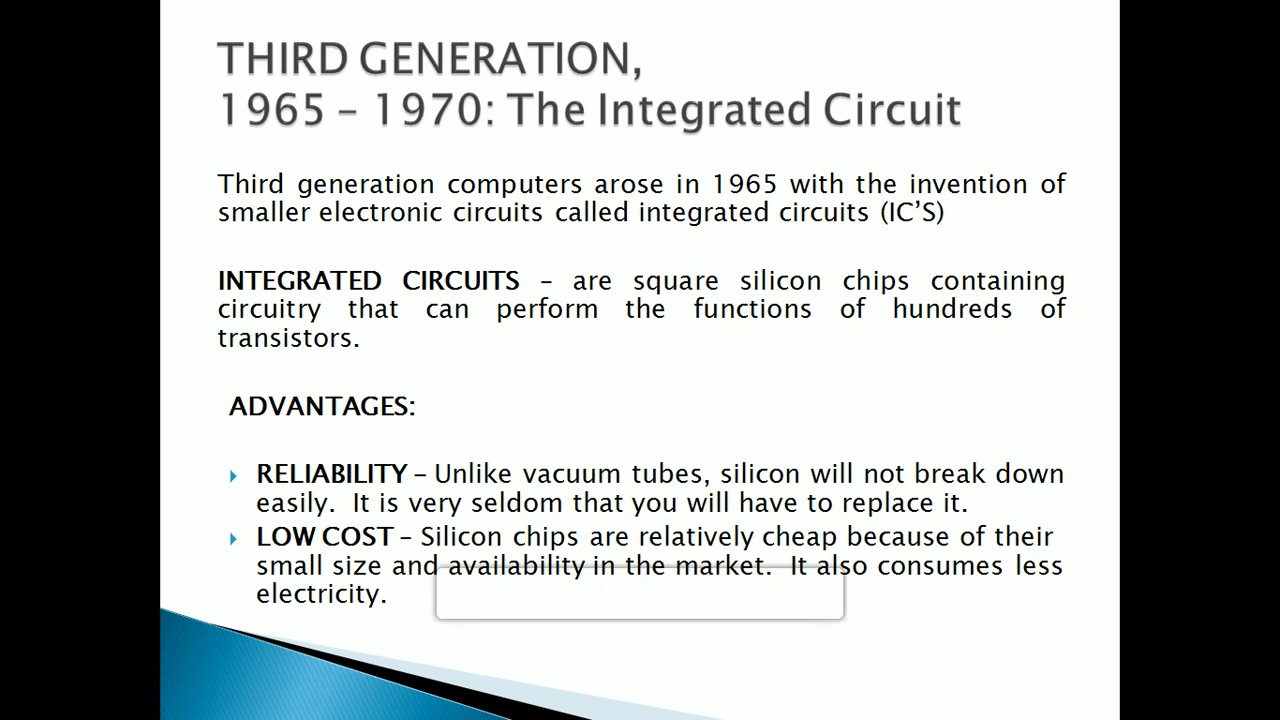 THIRD GENERATION,
1965 – 1970: The Integrated Circuit
Third generation computers arose in 1965 with the invention of
smaller electronic circuits called integrated circuits (IC’S)
INTEGRATED CIRCUITS – are square silicon chips containing
circuitry that can perform the functions of hundreds of
transistors.
ADVANTAGES:
RELIABILITY – Unlike vacuum tubes, silicon will not break down
easily. It is very seldom that you will have to replace it.
LOW COST – Silicon chips are relatively cheap because of their
small size and availability in the market. It also consumes less
electricity.